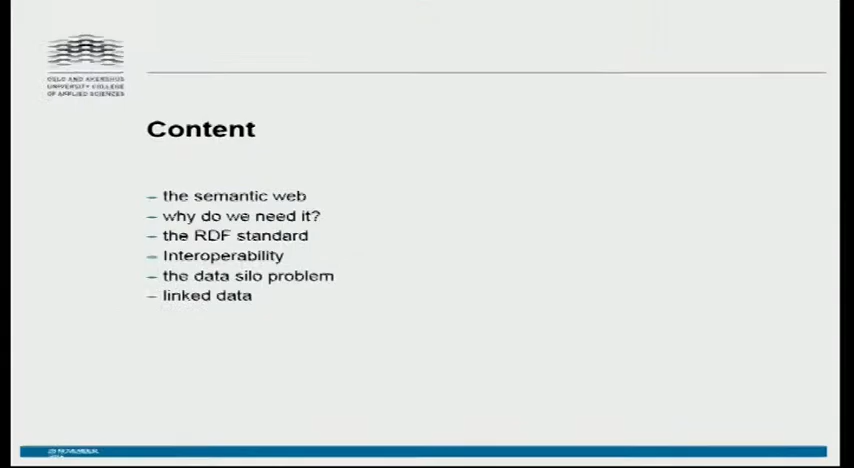 OSLO AND AKERSHUS
UNIVERSITY COLLEGE
OF APPLIED SCIENCES
Content
– the semantic web
– why do we need it?
– the RDF standard
– Interoperability
– the data silo problem
– linked data